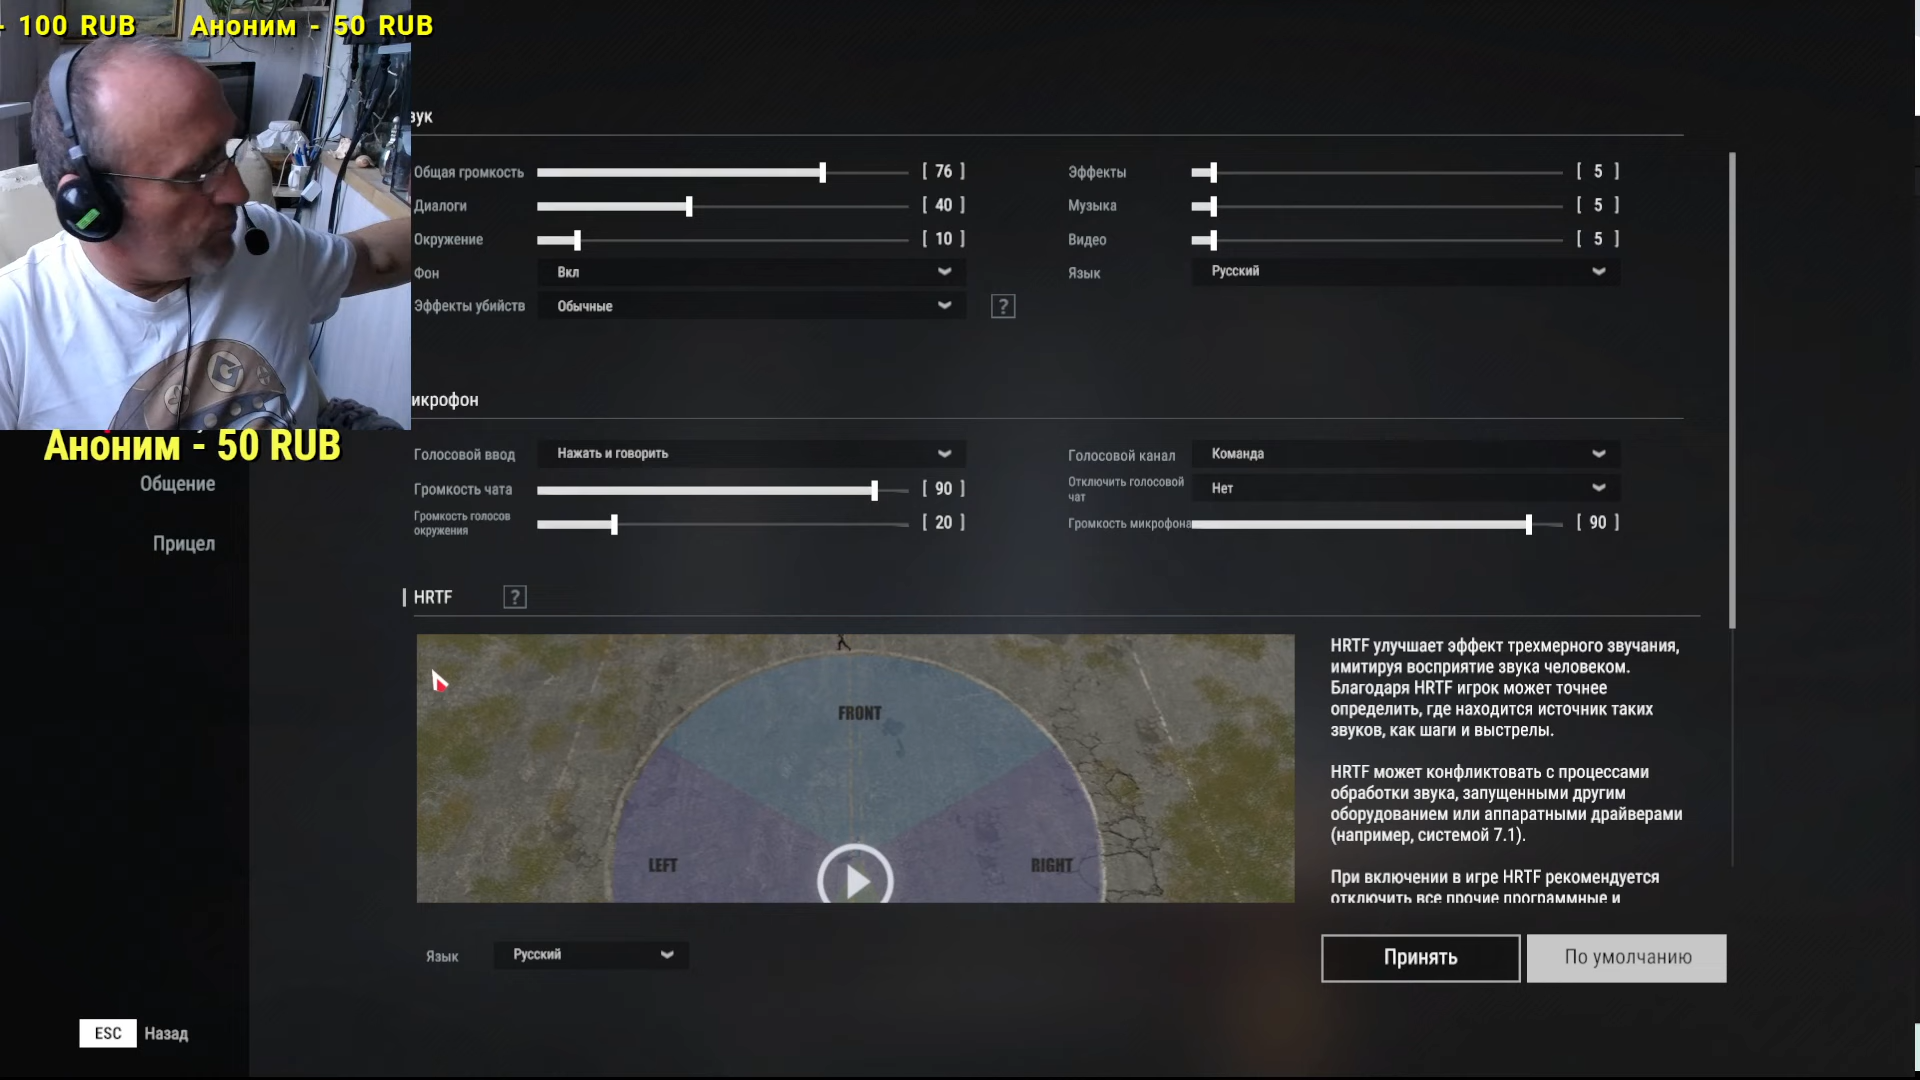 100 RUB Аноним - 50 RUB
вук
Общая громкость [ 76 ] Эффекты [ 5 ]
Диалоги [ 40 ] Музыка [ 5 ]
Окружение [ 10 ] Видео [ 5 ]
Фон Вкл Язык Русский
Эффекты убийств Обычные ?
икрофон
Аноним - 50 RUB
Голосовой ввод Нажать и говорить Голосовой канал Команда
Общение
Громкость чата [ 90 ] Отключить голосовой чат Нет
Громкость голосов окружения [ 20 ] Громкость микрофона [ 90 ]
Прицел
HRTF ?
FRONT
LEFT RIGHT
HRTF улучшает эффект трехмерного звучания,
имитируя восприятие звука человеком.
Благодаря HRTF игрок может точнее
определить, где находится источник таких
звуков, как шаги и выстрелы.
HRTF может конфликтовать с процессами
обработки звука, запущенными другим
оборудованием или аппаратными драйверами
(например, системой 7.1).
При включении в игре HRTF рекомендуется
отключить все прочие программные и
Язык Русский
Принять По умолчанию
ESC Назад